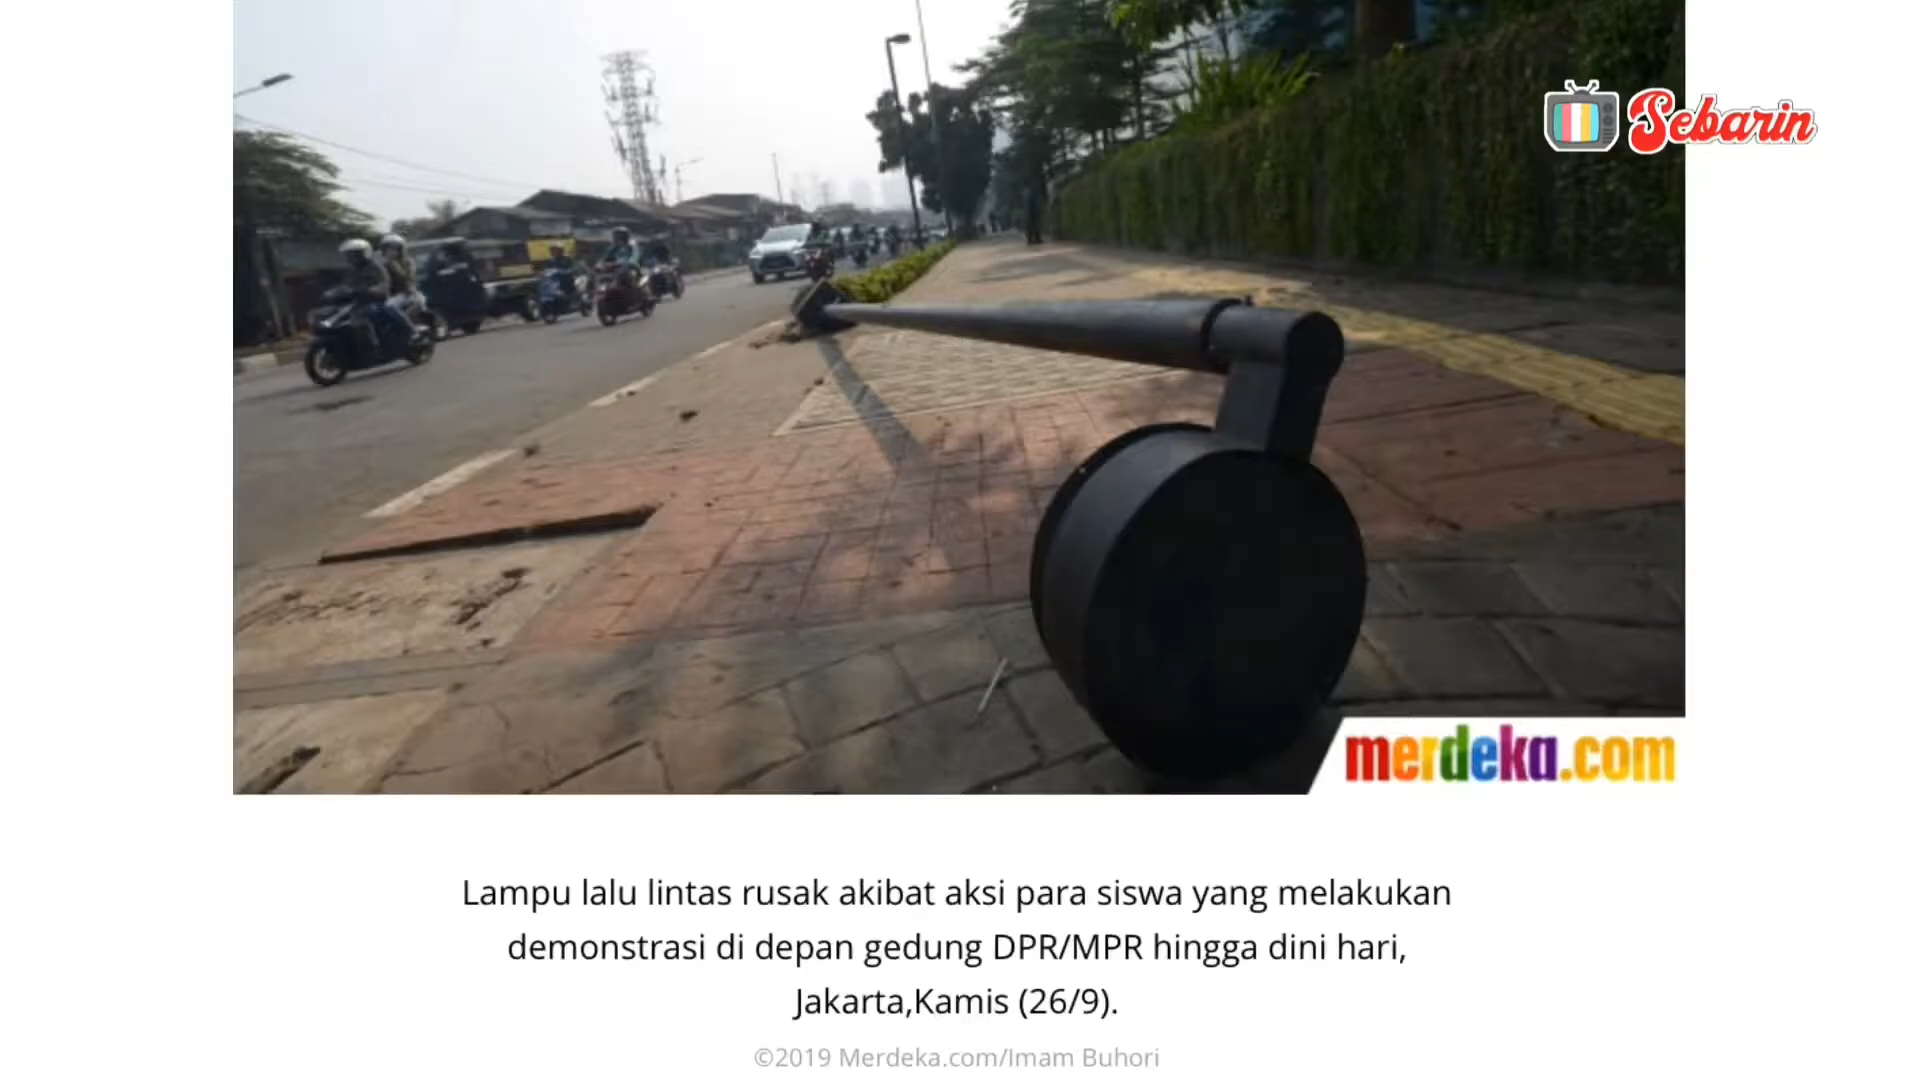 Sebarin
merdeka.com
Lampu lalu lintas rusak akibat aksi para siswa yang melakukan
demonstrasi di depan gedung DPR/MPR hingga dini hari,
Jakarta,Kamis (26/9).
©2019 Merdeka.com/Imam Buhori